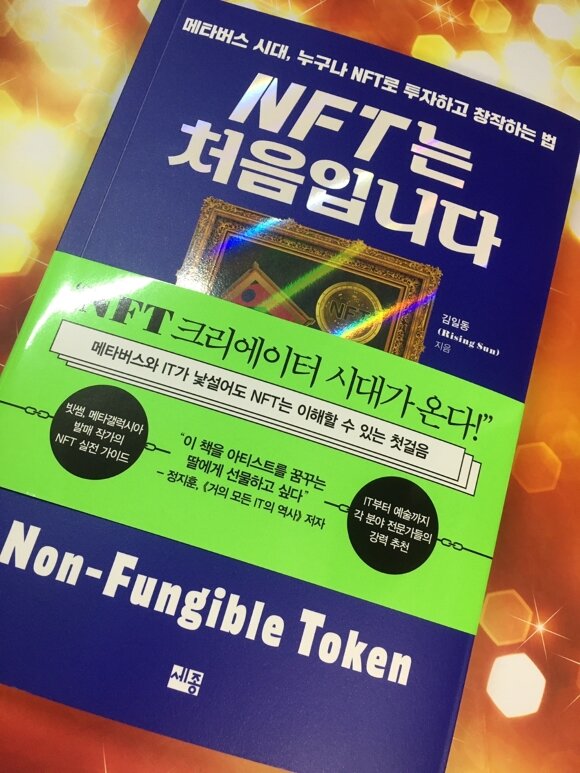 메타버스 시대, 누구나 NFT로 투자하고 창작하는 법
NFT는
처음입니다
NFT
김일동
(Rising Sun)
지음
“NFT 크리에이터 시대가 온다!”
메타버스와 IT가 낯설어도 NFT는 이해할 수 있는 첫걸음
빗썸, 메타갤럭시아
발매 작가의
NFT 실전 가이드
“이 책을 아티스트를 꿈꾸는
딸에게 선물하고 싶다”
- 정지훈, 《거의 모든 IT의 역사》 저자
IT부터 예술까지
각 분야 전문가들의
강력 추천
Non-Fungible Token
세종